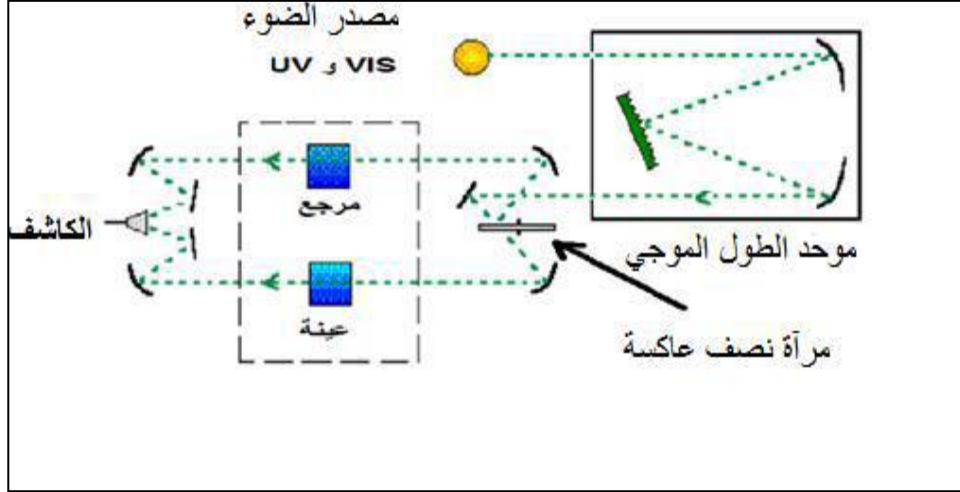 مصدر الضوء
UV و VIS
مرجع
الكاشف
موحد الطول الموجي
عينة
مرآة نصف عاكسة